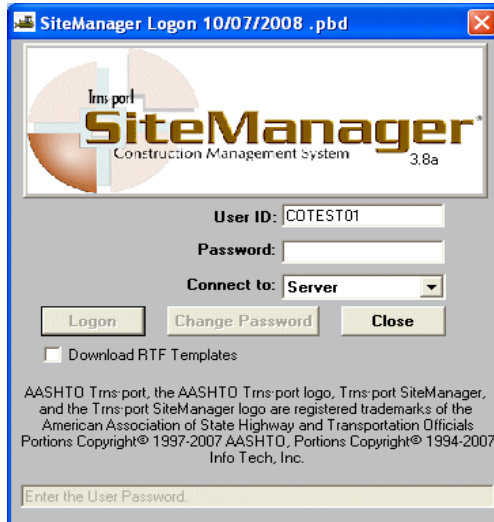 SiteManager Logon 10/07/2008 .pbd
Trns·port
SiteManager®
Construction Management System
3.8a
User ID: COTEST01
Password:
Connect to: Server
Logon Change Password Close
Download RTF Templates
AASHTO Trns·port, the AASHTO Trns·port logo, Trns·port SiteManager,
and the Trns·port SiteManager logo are registered trademarks of the
American Association of State Highway and Transportation Officials
Portions Copyright© 1997-2007 AASHTO, Portions Copyright© 1994-2007
Info Tech, Inc.
Enter the User Password.